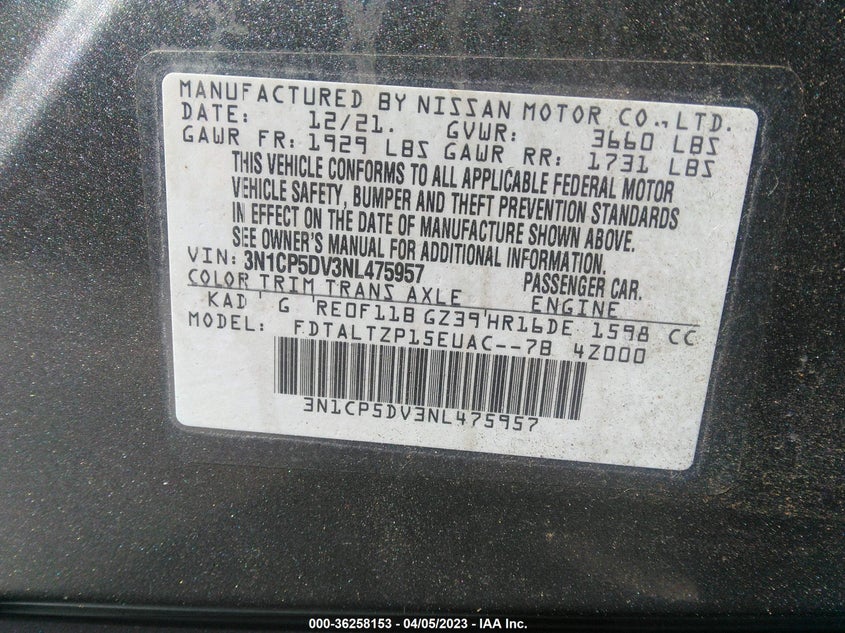 MANUFACTURED BY NISSAN MOTOR CO.,LTD.
DATE: 12/21. GVWR: 3660 LBS
GAWR FR: 1929 LBS GAWR RR: 1731 LBS
THIS VEHICLE CONFORMS TO ALL APPLICABLE FEDERAL MOTOR
VEHICLE SAFETY, BUMPER AND THEFT PREVENTION STANDARDS
IN EFFECT ON THE DATE OF MANUFACTURE SHOWN ABOVE.
SEE OWNER'S MANUAL FOR ADDITIONAL INFORMATION.
VIN: 3N1CP5DV3NL475957 PASSENGER CAR.
COLOR TRIM TRANS AXLE ENGINE
KAD G RE0F11B GZ39 HR16DE 1598 CC
MODEL: FDTALTZP15EUAC--7B 4Z000
3N1CP5DV3NL475957
000-36258153 - 04/05/2023 - IAA Inc.